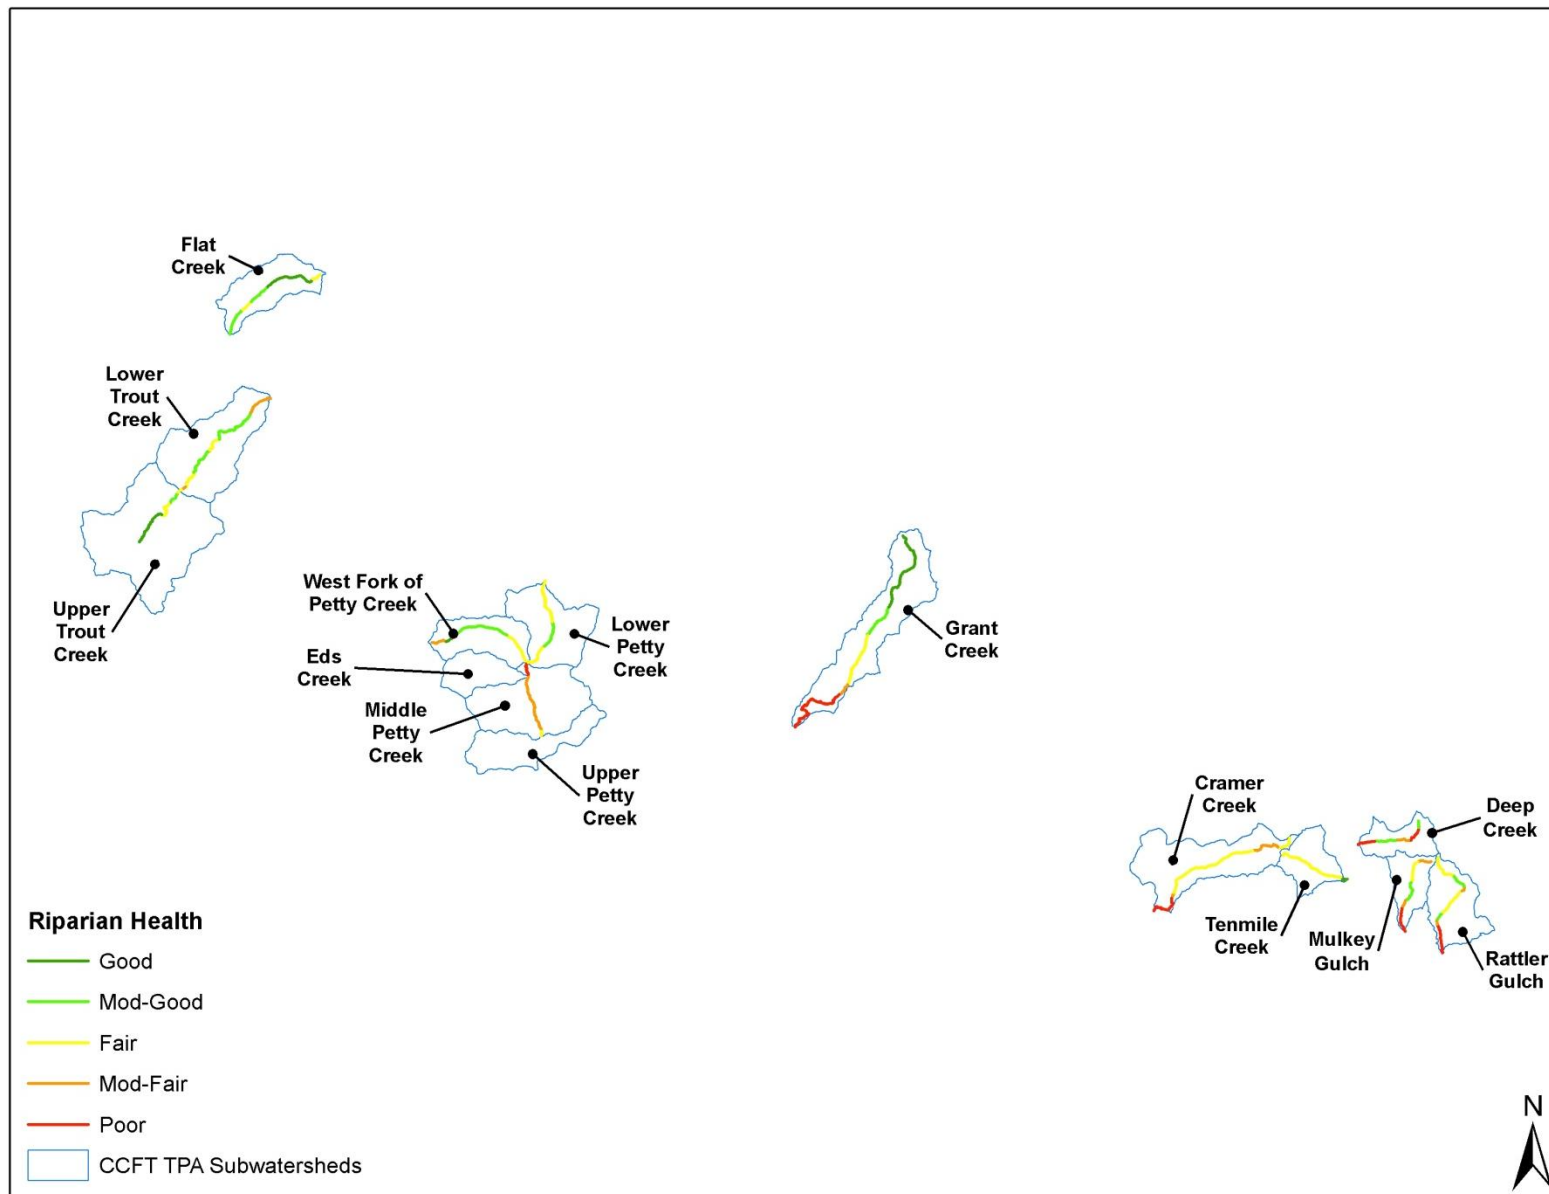 Flat
Creek
Lower
Trout
Creek
Upper
Trout
Creek
West Fork of
Petty Creek
Eds
Creek
Middle
Petty
Creek
Lower
Petty
Creek
Upper
Petty
Creek
Grant
Creek
Cramer
Creek
Deep
Creek
Tenmile
Creek
Mulkey
Gulch
Rattler
Gulch
Riparian Health
Good
Mod-Good
Fair
Mod-Fair
Poor
CCFT TPA Subwatersheds
N